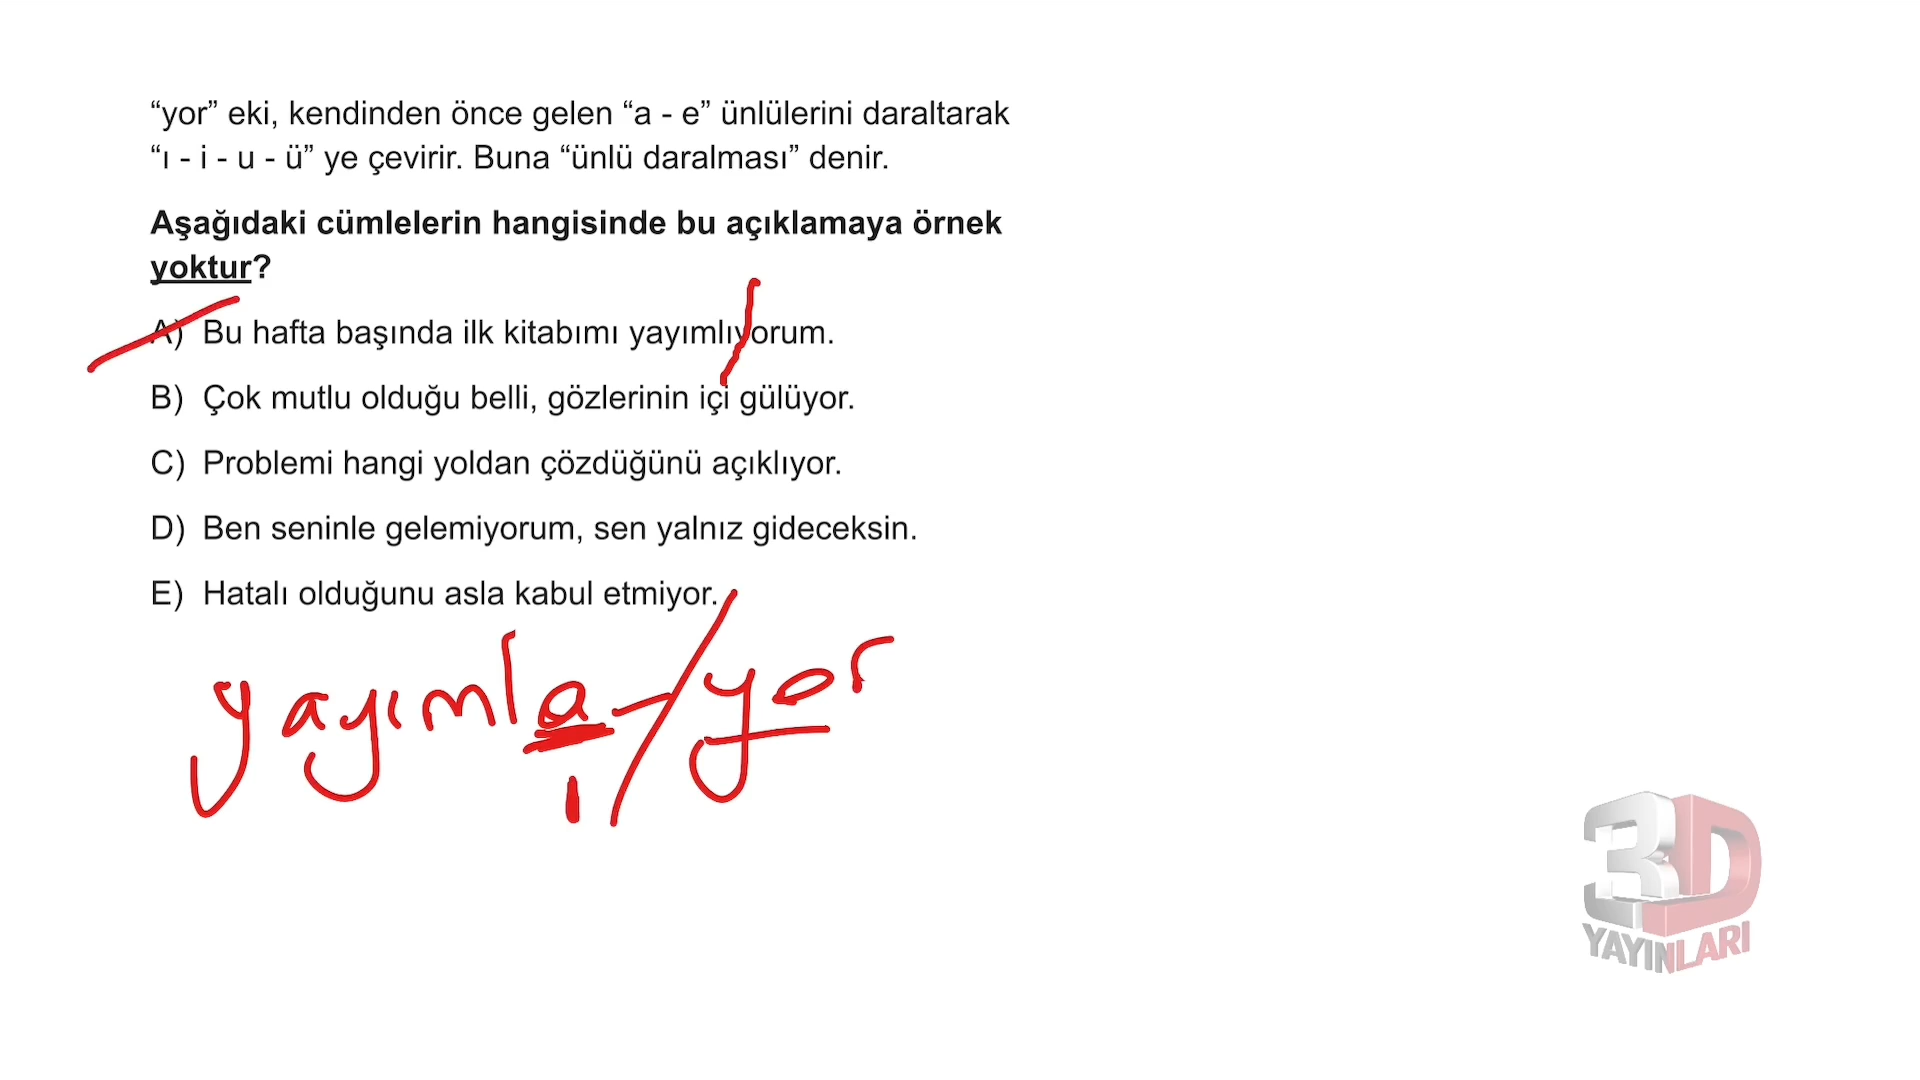 “yor” eki, kendinden önce gelen “a - e” ünlülerini daraltarak
“ı - i - u - ü” ye çevirir. Buna “ünlü daralması” denir.
Aşağıdaki cümlelerin hangisinde bu açıklamaya örnek
yoktur?
A) Bu hafta başında ilk kitabımı yayımlıyorum.
B) Çok mutlu olduğu belli, gözlerinin içi gülüyor.
C) Problemi hangi yoldan çözdüğünü açıklıyor.
D) Ben seninle gelemiyorum, sen yalnız gideceksin.
E) Hatalı olduğunu asla kabul etmiyor.
yayımla-/yor
ı
3D
YAYINLARI